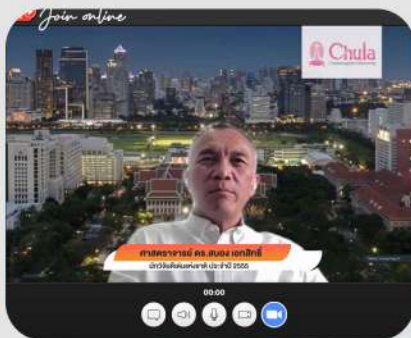 Join online
Chula
ศาสตราจารย์ ดร.สนอง เอกสิทธิ์
นักวิจัยดีเด่นแห่งชาติ ประจำปี 2555
00:00